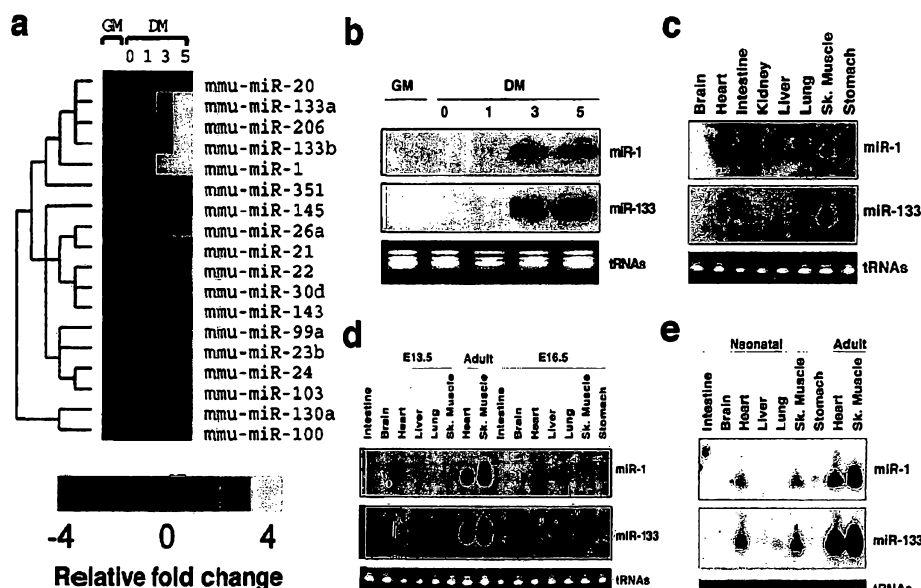 a
GM DM
0 1 3 5
mmu-miR-20
mmu-miR-133a
mmu-miR-206
mmu-miR-133b
mmu-miR-1
mmu-miR-351
mmu-miR-145
mmu-miR-26a
mmu-miR-21
mmu-miR-22
mmu-miR-30d
mmu-miR-143
mmu-miR-99a
mmu-miR-23b
mmu-miR-24
mmu-miR-103
mmu-miR-130a
mmu-miR-100
-4 0 4
Relative fold change
b
GM DM
0 1 3 5
miR-1
miR-133
tRNAs
c
Brain Heart Intestine Kidney Liver Lung Sk. Muscle Stomach
miR-1
miR-133
tRNAs
d
E13.5 Adult E16.5
Intestine Brain Heart Liver Lung Sk. Muscle Heart Sk. Muscle Intestine Brain Heart Liver Lung Sk. Muscle Stomach
miR-1
miR-133
tRNAs
e
Neonatal Adult
Intestine Brain Heart Liver Lung Sk. Muscle Stomach Heart Sk. Muscle
miR-1
miR-133
tRNAs